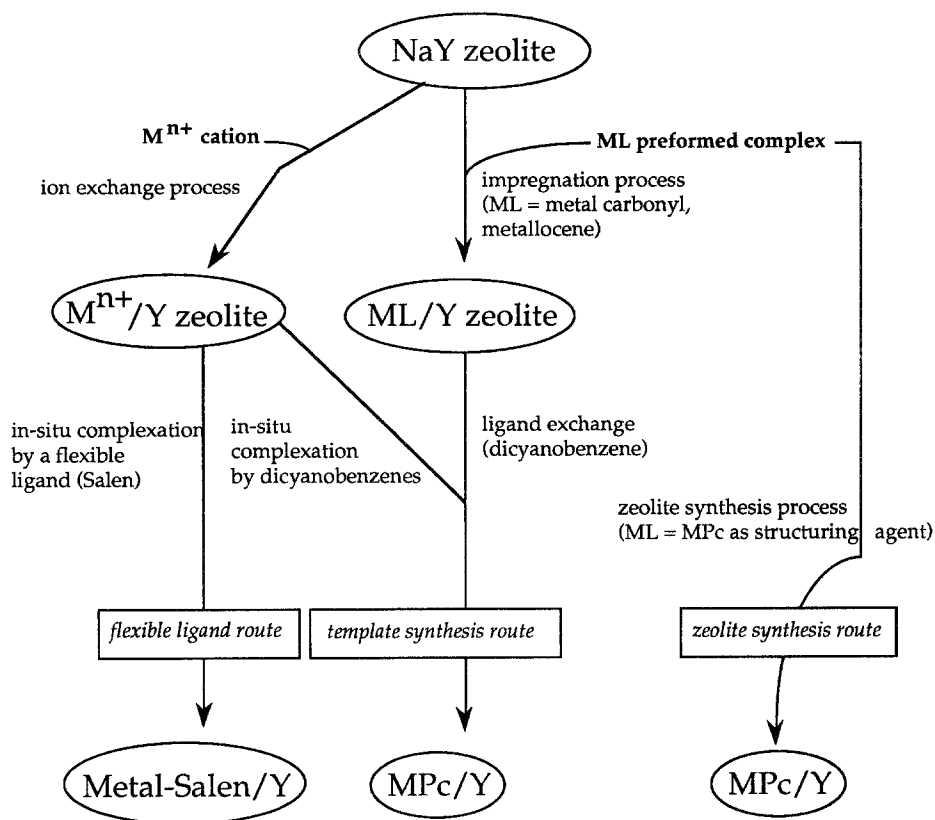 NaY zeolite
M^n+ cation
ML preformed complex
ion exchange process
impregnation process
(ML = metal carbonyl,
metallocene)
M^n+/Y zeolite
ML/Y zeolite
in-situ complexation
by a flexible
ligand (Salen)
in-situ
complexation
by dicyanobenzenes
ligand exchange
(dicyanobenzene)
zeolite synthesis process
(ML = MPc as structuring agent)
flexible ligand route
template synthesis route
zeolite synthesis route
Metal-Salen/Y
MPc/Y
MPc/Y